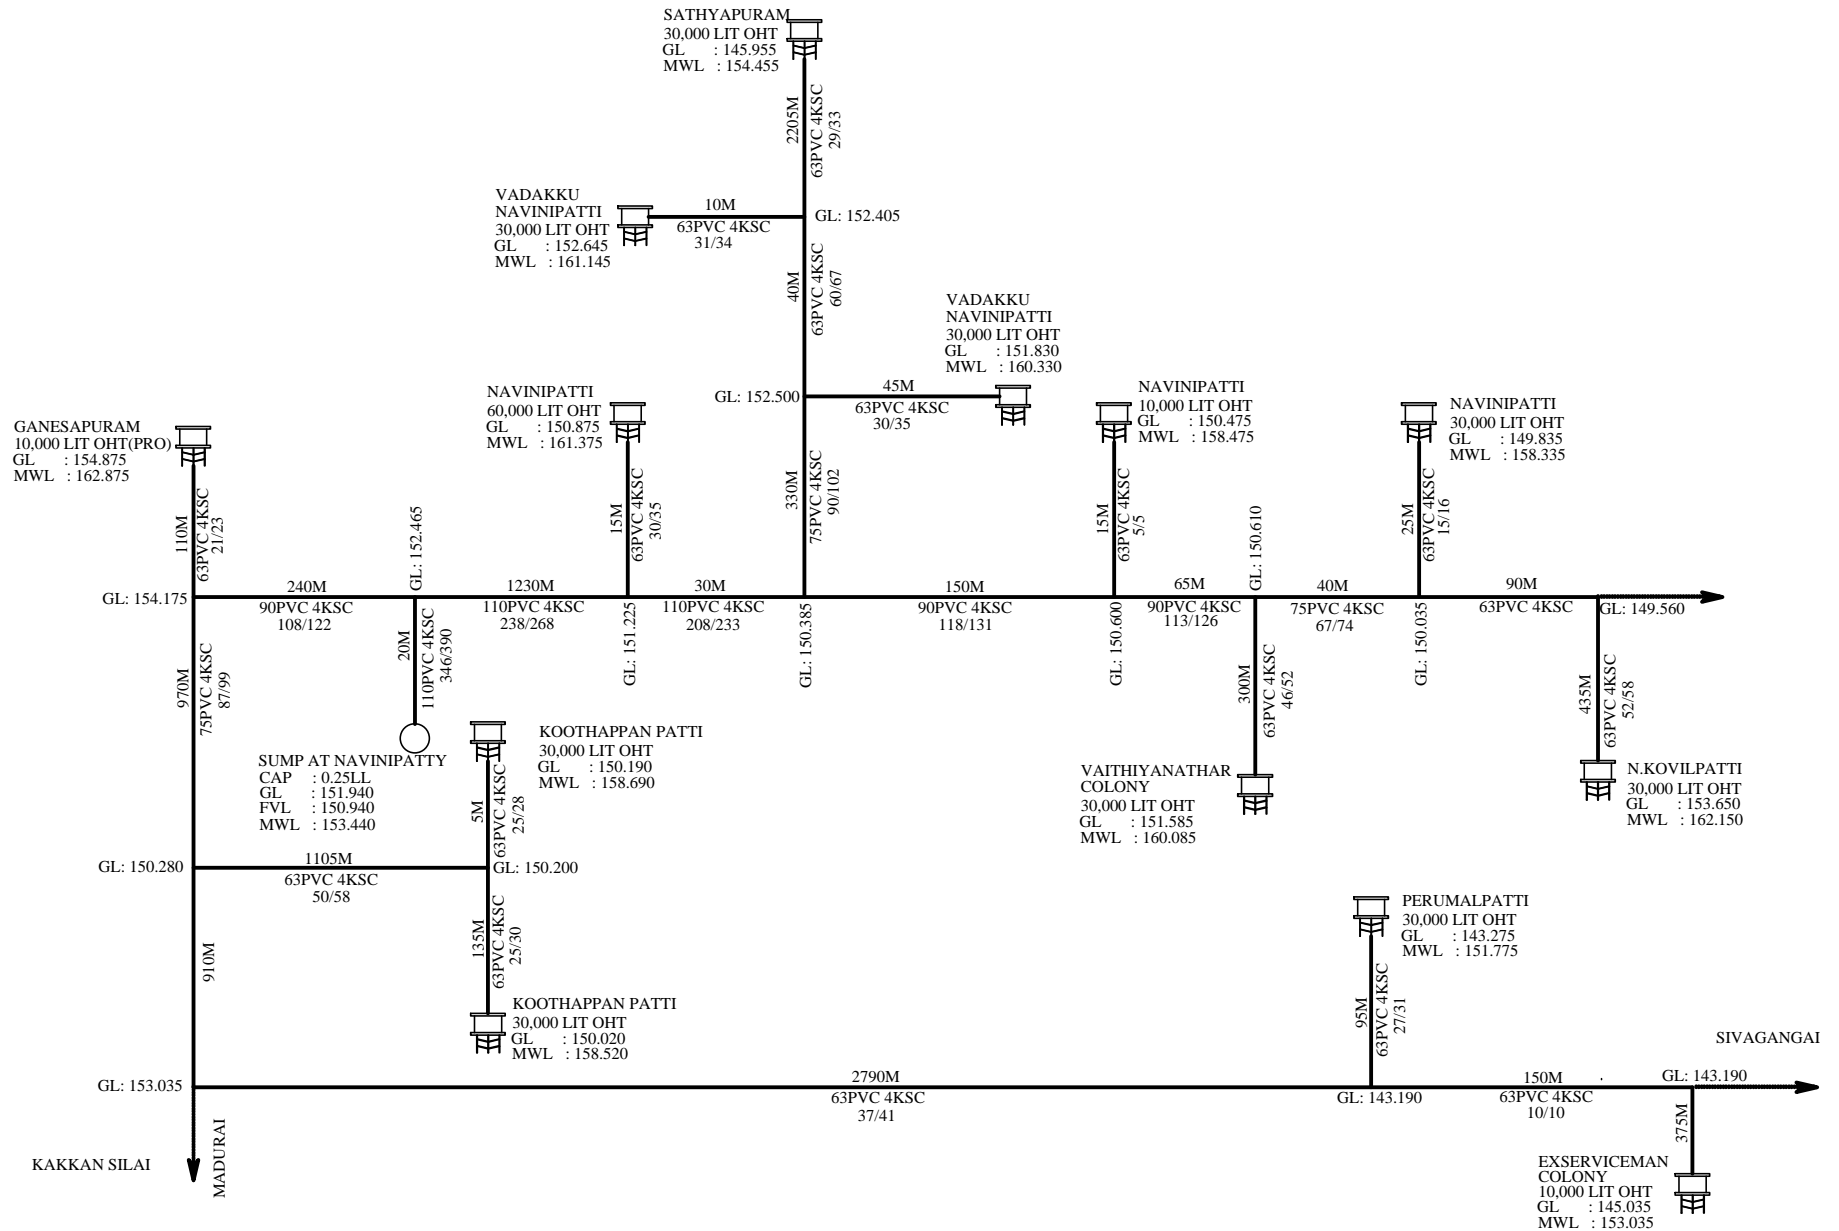 SATHYAPURAM
30,000 LIT OHT
GL : 145.955
MWL : 154.455
2205M
63PVC 4KSC
29/33
VADAKKU
NAVINIPATTI
30,000 LIT OHT
GL : 152.645
MWL : 161.145
10M
63PVC 4KSC
31/34
GL: 152.405
40M
63PVC 4KSC
60/67
VADAKKU
NAVINIPATTI
30,000 LIT OHT
GL : 151.830
MWL : 160.330
GL: 152.500
45M
63PVC 4KSC
30/35
GANESAPURAM
10,000 LIT OHT(PRO)
GL : 154.875
MWL : 162.875
110M
63PVC 4KSC
21/23
NAVINIPATTI
60,000 LIT OHT
GL : 150.875
MWL : 161.375
15M
63PVC 4KSC
30/35
330M
75PVC 4KSC
90/102
NAVINIPATTI
10,000 LIT OHT
GL : 150.475
MWL : 158.475
15M
63PVC 4KSC
5/5
NAVINIPATTI
30,000 LIT OHT
GL : 149.835
MWL : 158.335
25M
63PVC 4KSC
15/16
GL: 154.175
240M
90PVC 4KSC
108/122
GL: 152.465
1230M
110PVC 4KSC
238/268
GL: 151.225
30M
110PVC 4KSC
208/233
GL: 150.385
150M
90PVC 4KSC
118/131
GL: 150.600
65M
90PVC 4KSC
113/126
GL: 150.610
40M
75PVC 4KSC
67/74
GL: 150.035
90M
63PVC 4KSC
GL: 149.560
970M
75PVC 4KSC
87/99
20M
110PVC 4KSC
346/390
SUMP AT NAVINIPATTY
CAP : 0.25LL
GL : 151.940
FVL : 150.940
MWL : 153.440
KOOTHAPPAN PATTI
30,000 LIT OHT
GL : 150.190
MWL : 158.690
5M
63PVC 4KSC
25/28
300M
63PVC 4KSC
46/52
VAITHIYANATHAR
COLONY
30,000 LIT OHT
GL : 151.585
MWL : 160.085
435M
63PVC 4KSC
52/58
N.KOVILPATTI
30,000 LIT OHT
GL : 153.650
MWL : 162.150
GL: 150.280
1105M
63PVC 4KSC
50/58
GL: 150.200
135M
63PVC 4KSC
25/30
910M
KOOTHAPPAN PATTI
30,000 LIT OHT
GL : 150.020
MWL : 158.520
PERUMALPATTI
30,000 LIT OHT
GL : 143.275
MWL : 151.775
95M
63PVC 4KSC
27/31
SIVAGANGAI
GL: 153.035
2790M
63PVC 4KSC
37/41
GL: 143.190
150M
63PVC 4KSC
10/10
GL: 143.190
375M
KAKKAN SILAI
MADURAI
EXSERVICEMAN
COLONY
10,000 LIT OHT
GL : 145.035
MWL : 153.035